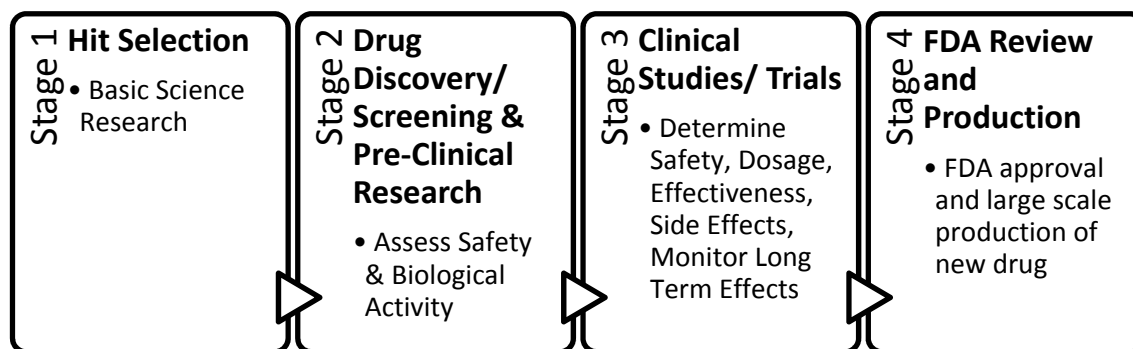 Stage 1
Hit Selection
• Basic Science
Research
Stage 2
Drug
Discovery/
Screening &
Pre-Clinical
Research
• Assess Safety
& Biological
Activity
Stage 3
Clinical
Studies/ Trials
• Determine
Safety, Dosage,
Effectiveness,
Side Effects,
Monitor Long
Term Effects
Stage 4
FDA Review
and
Production
• FDA approval
and large scale
production of
new drug